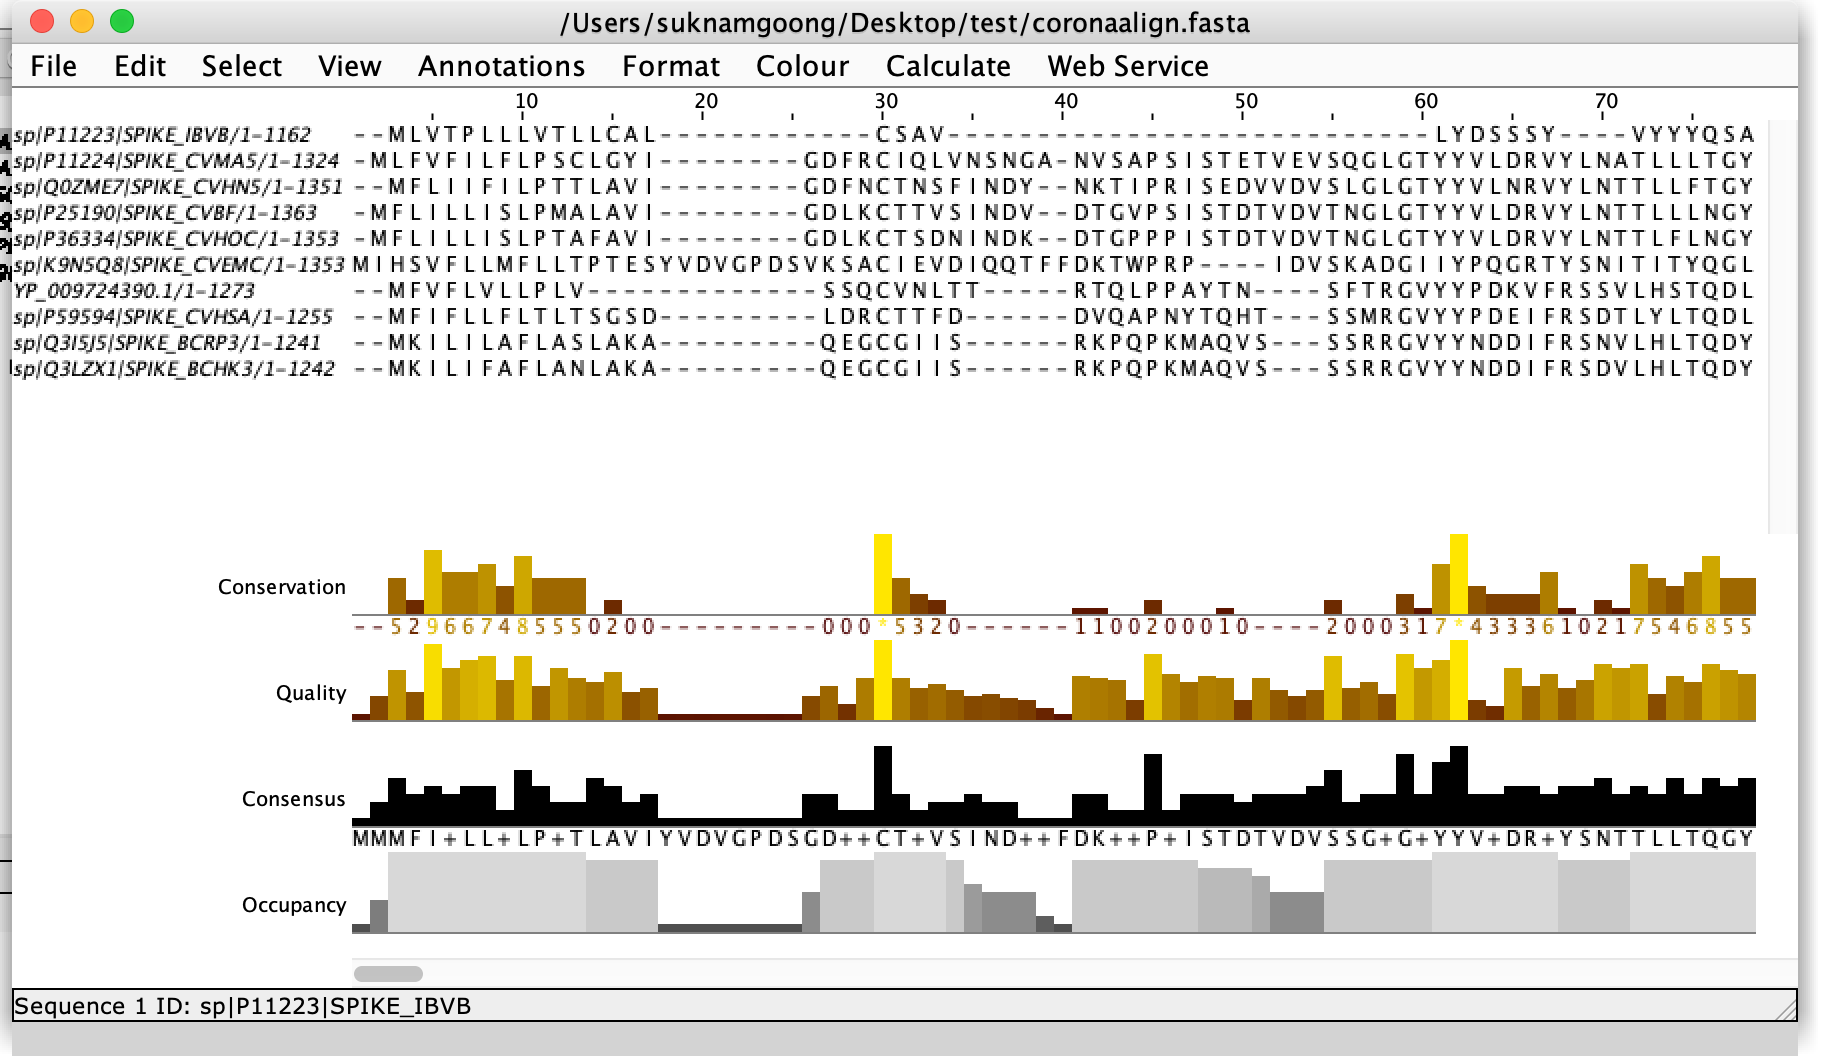 /Users/suknamgoong/Desktop/test/coronaalign.fasta
File Edit Select View Annotations Format Colour Calculate Web Service
10 20 30 40 50 60 70
sp|P11223|SPIKE_IBVB/1-1162 --MLVTPLLLVTLLCAL------------CSAV---------------------------LYDSSSY----VYYYQSA
sp|P11224|SPIKE_CVMA5/1-1324 -MLFVFILFLPSCLGYI--------GDFRCIQLVNSNGA-NVSAPSISTETVEVSQGLGTYYVLDRVYLNATLLLTGY
sp|Q0ZME7|SPIKE_CVHN5/1-1351 --MFLIIFILPTTLAVI--------GDFNCTNSFINDY--NKTIPRISEDVVDVSLGLGTYYVLNRVYLNTTLLFTGY
sp|P25190|SPIKE_CVBF/1-1363 -MFLILLISLPMALAVI--------GDLKCTTVSINDV--DTGVPSISTDTVDVTNGLGTYYVLDRVYLNTTLLLNGY
sp|P36334|SPIKE_CVHOC/1-1353 -MFLILLISLPTAFAVI--------GDLKCTSDNINDK--DTGPPPISTDTVDVTNGLGTYYVLDRVYLNTTLFLNGY
sp|K9N5Q8|SPIKE_CVEMC/1-1353 MIHSVFLLMFLLTPTESYVDVGPDSVKSACIEVDIQQTFFDKTWPRP----IDVSKADGIIYPQGRTYSNITITYQGL
YP_009724390.1/1-1273 --MFVFLVLLPLV-------------SSQCVNLTT-----RTQLPPAYTN----SFTRGVYYPDKVFRSSVLHSTQDL
sp|P59594|SPIKE_CVHSA/1-1255 --MFIFLLFLTLTSGSD---------LDRCTTFD------DVQAPNYTQHT---SSMRGVYYPDEIFRSDTLYLTQDL
sp|Q3I5J5|SPIKE_BCRP3/1-1241 --MKILILAFLASLAKA---------QEGCGIIS------RKPQPKMAQVS---SSRRGVYYNDDIFRSNVLHLTQDY
sp|Q3LZX1|SPIKE_BCHK3/1-1242 --MKILIFAFLANLAKA---------QEGCGIIS------RKPQPKMAQVS---SSRRGVYYNDDIFRSDVLHLTQDY
Conservation
--529667485550200---------000*5320------1100200010----2000317*4333610217546855
Quality
Consensus
MMMFI+LL+LP+TLAVIYVDVGPDSGD++CT+VSIND++FDK++P+ISTDTVDVSSG+G+YYV+DR+YSNTTLLTQGY
Occupancy
Sequence 1 ID: sp|P11223|SPIKE_IBVB